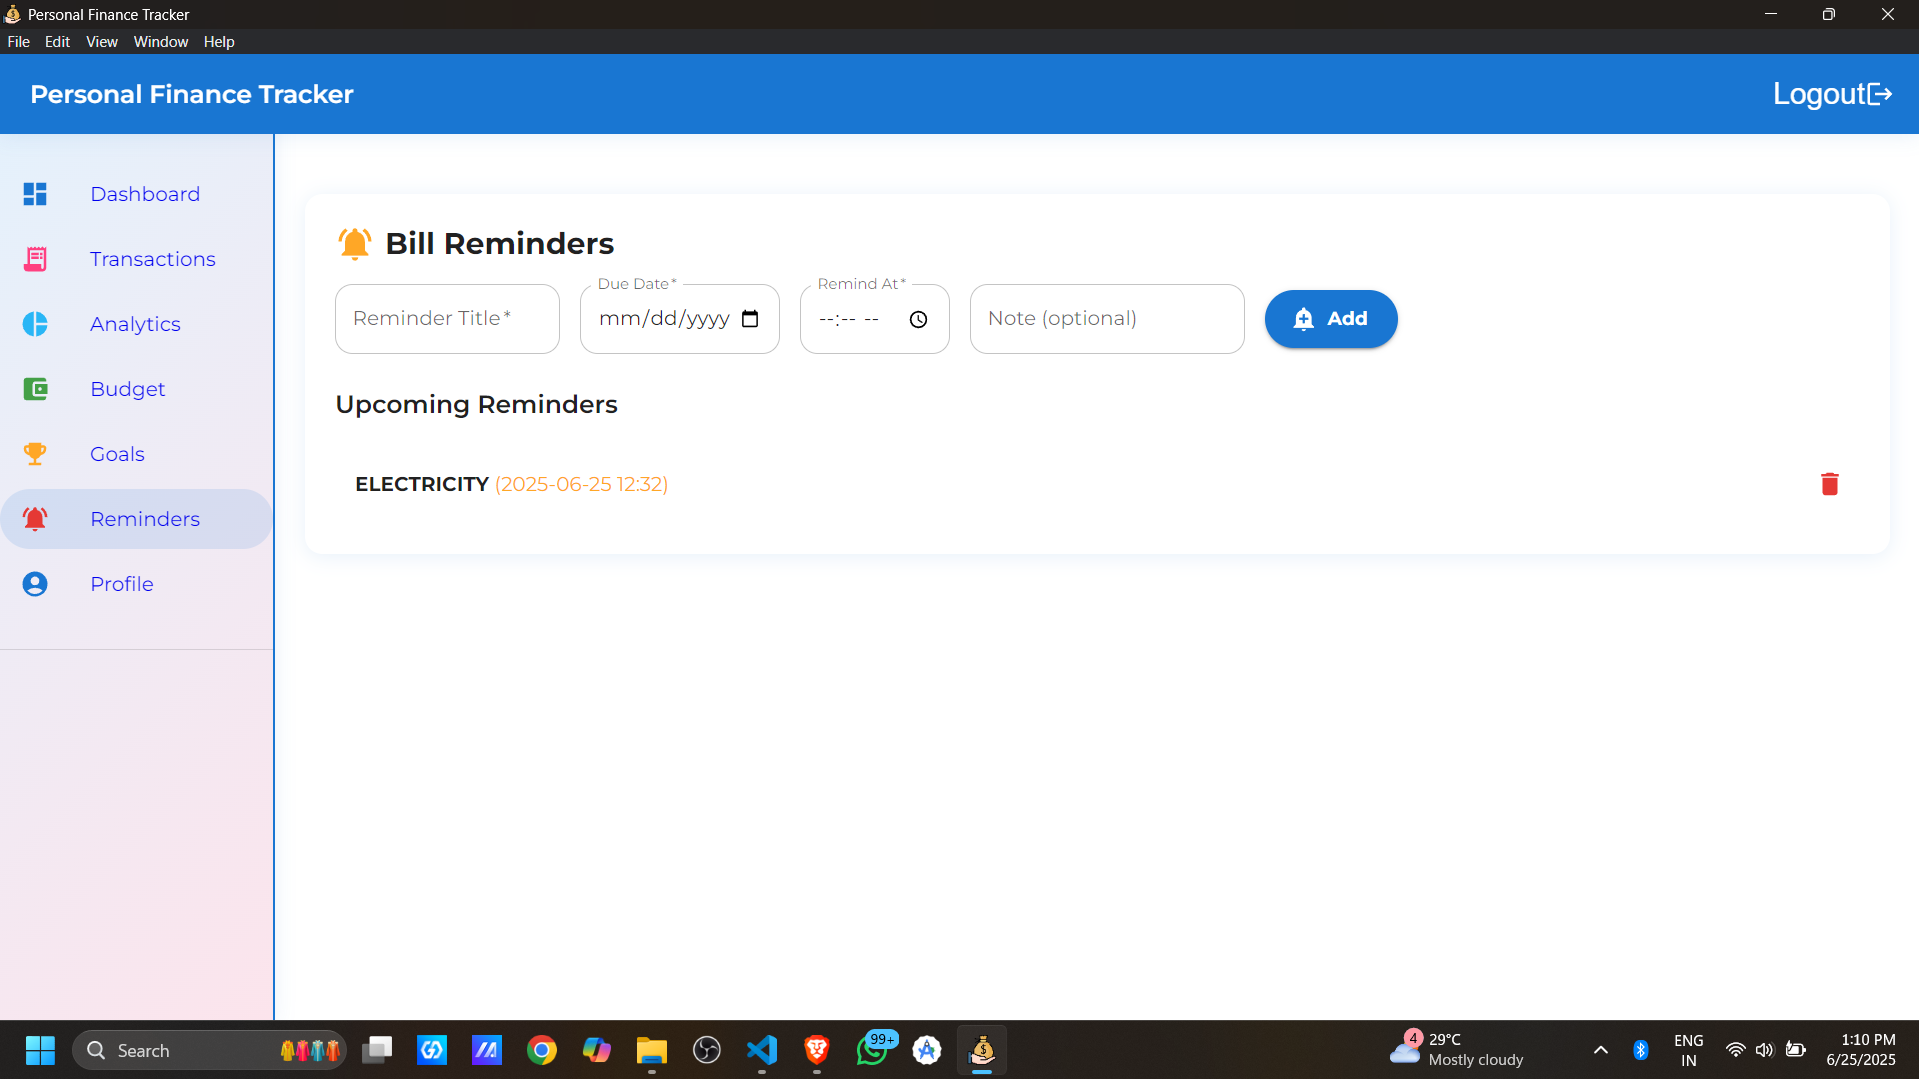 Personal Finance Tracker
File Edit View Window Help
Personal Finance Tracker
Logout
Dashboard
Transactions
Analytics
Budget
Goals
Reminders
Profile
Bill Reminders
Reminder Title*
Due Date*
mm/dd/yyyy
Remind At*
--:-- --
Note (optional)
Add
Upcoming Reminders
ELECTRICITY (2025-06-25 12:32)
Search
99+
4
29°C
Mostly cloudy
ENG
IN
1:10 PM
6/25/2025